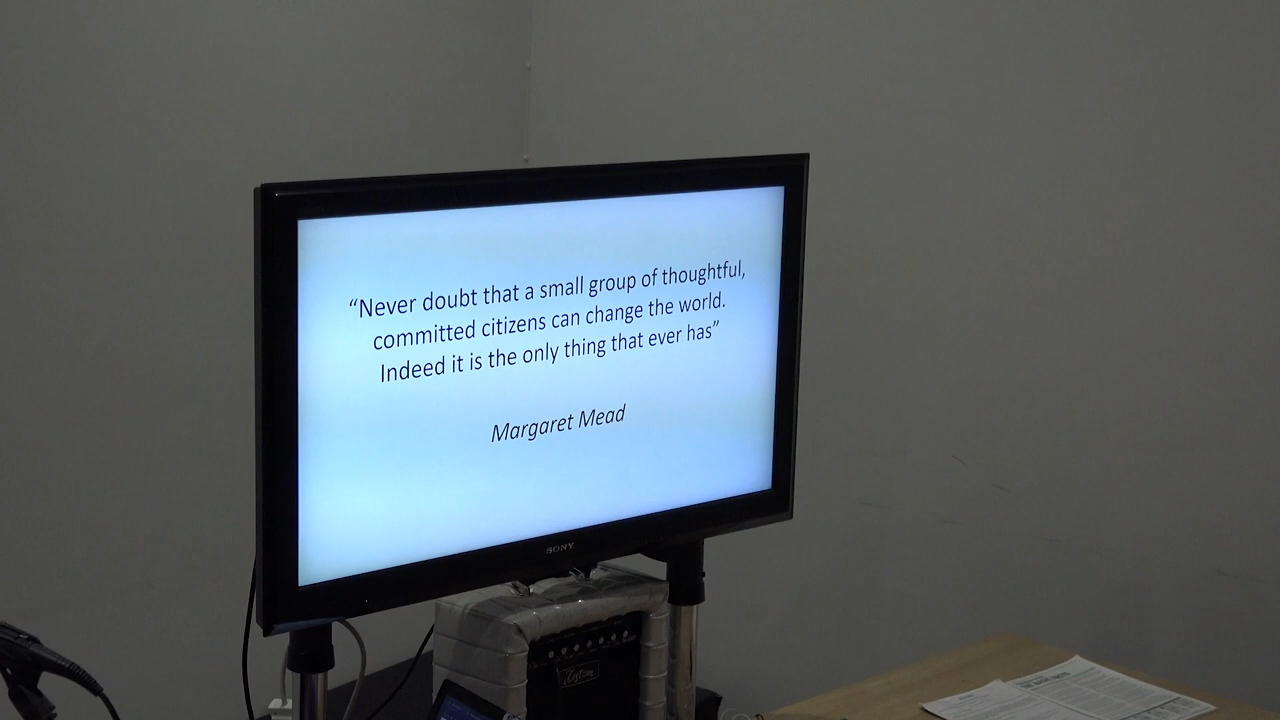 “Never doubt that a small group of thoughtful,
committed citizens can change the world.
Indeed it is the only thing that ever has”
Margaret Mead
SONY